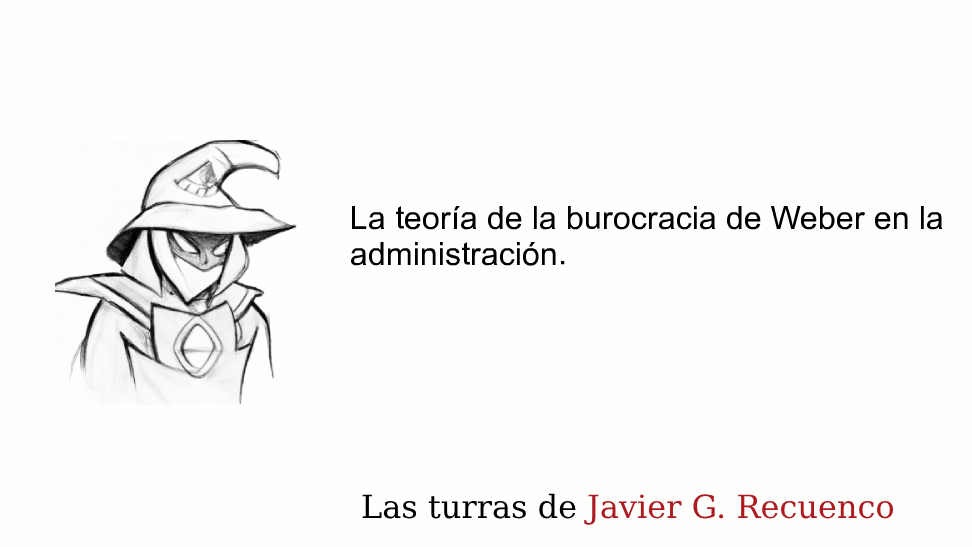 La teoría de la burocracia de Weber en la
administración.
Las turras de Javier G. Recuenco